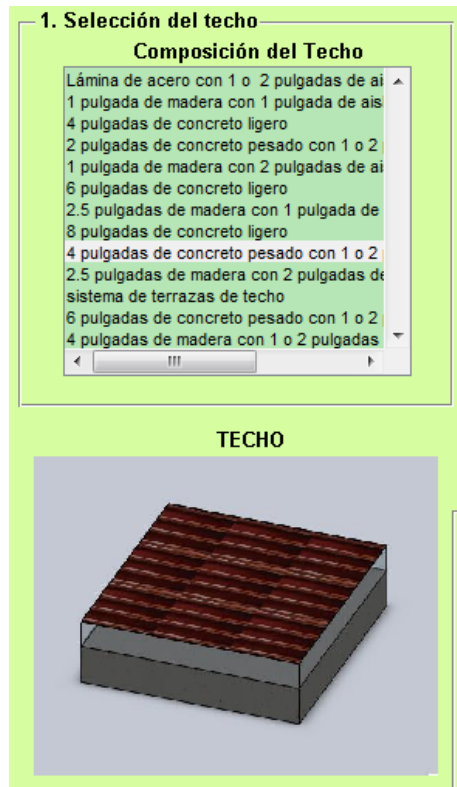 1. Selección del techo
Composición del Techo
Lámina de acero con 1 o 2 pulgadas de ai
1 pulgada de madera con 1 pulgada de ais
4 pulgadas de concreto ligero
2 pulgadas de concreto pesado con 1 o 2
1 pulgada de madera con 2 pulgadas de ai
6 pulgadas de concreto ligero
2.5 pulgadas de madera con 1 pulgada de
8 pulgadas de concreto ligero
4 pulgadas de concreto pesado con 1 o 2
2.5 pulgadas de madera con 2 pulgadas de
sistema de terrazas de techo
6 pulgadas de concreto pesado con 1 o 2
4 pulgadas de madera con 1 o 2 pulgadas
TECHO